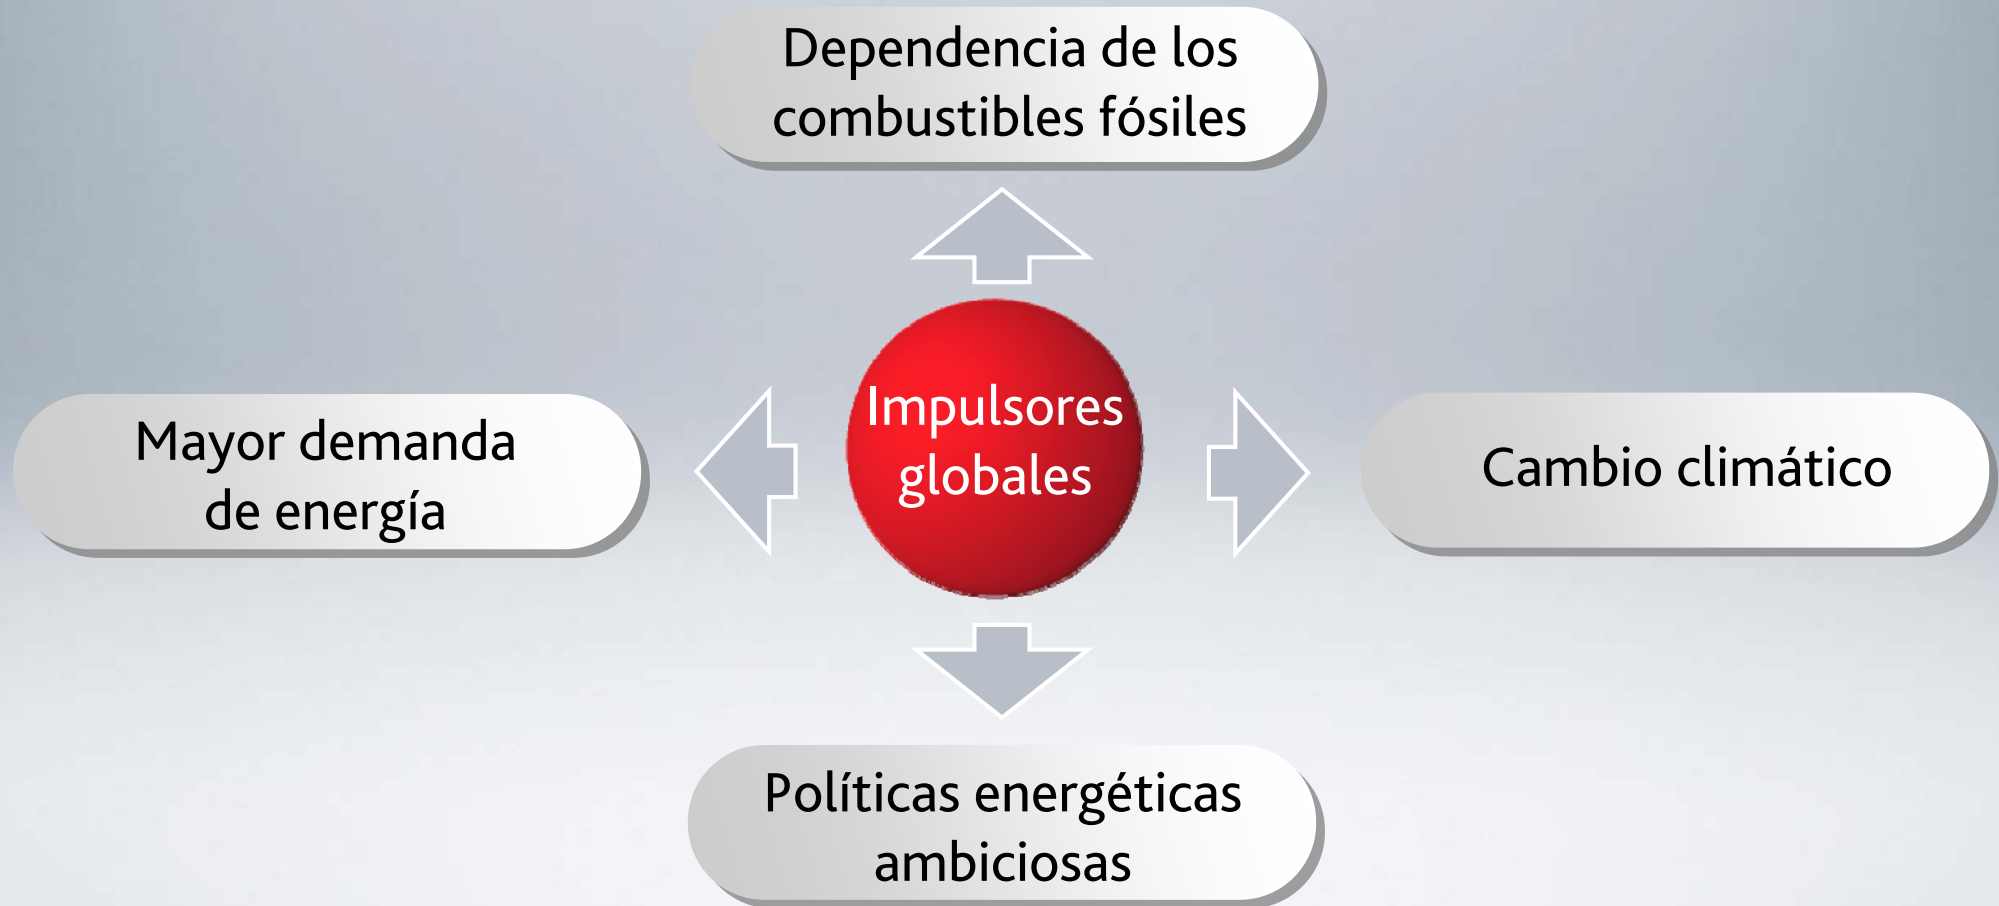 Dependencia de los
combustibles fósiles
Impulsores
globales
Mayor demanda
de energía
Cambio climático
Políticas energéticas
ambiciosas